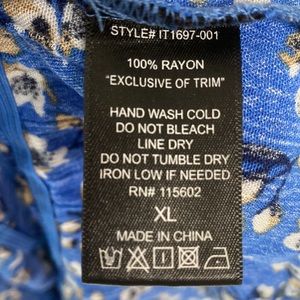 STYLE# IT1697-001
100% RAYON
"EXCLUSIVE OF TRIM"
HAND WASH COLD
DO NOT BLEACH
LINE DRY
DO NOT TUMBLE DRY
IRON LOW IF NEEDED
RN# 115602
XL
MADE IN CHINA